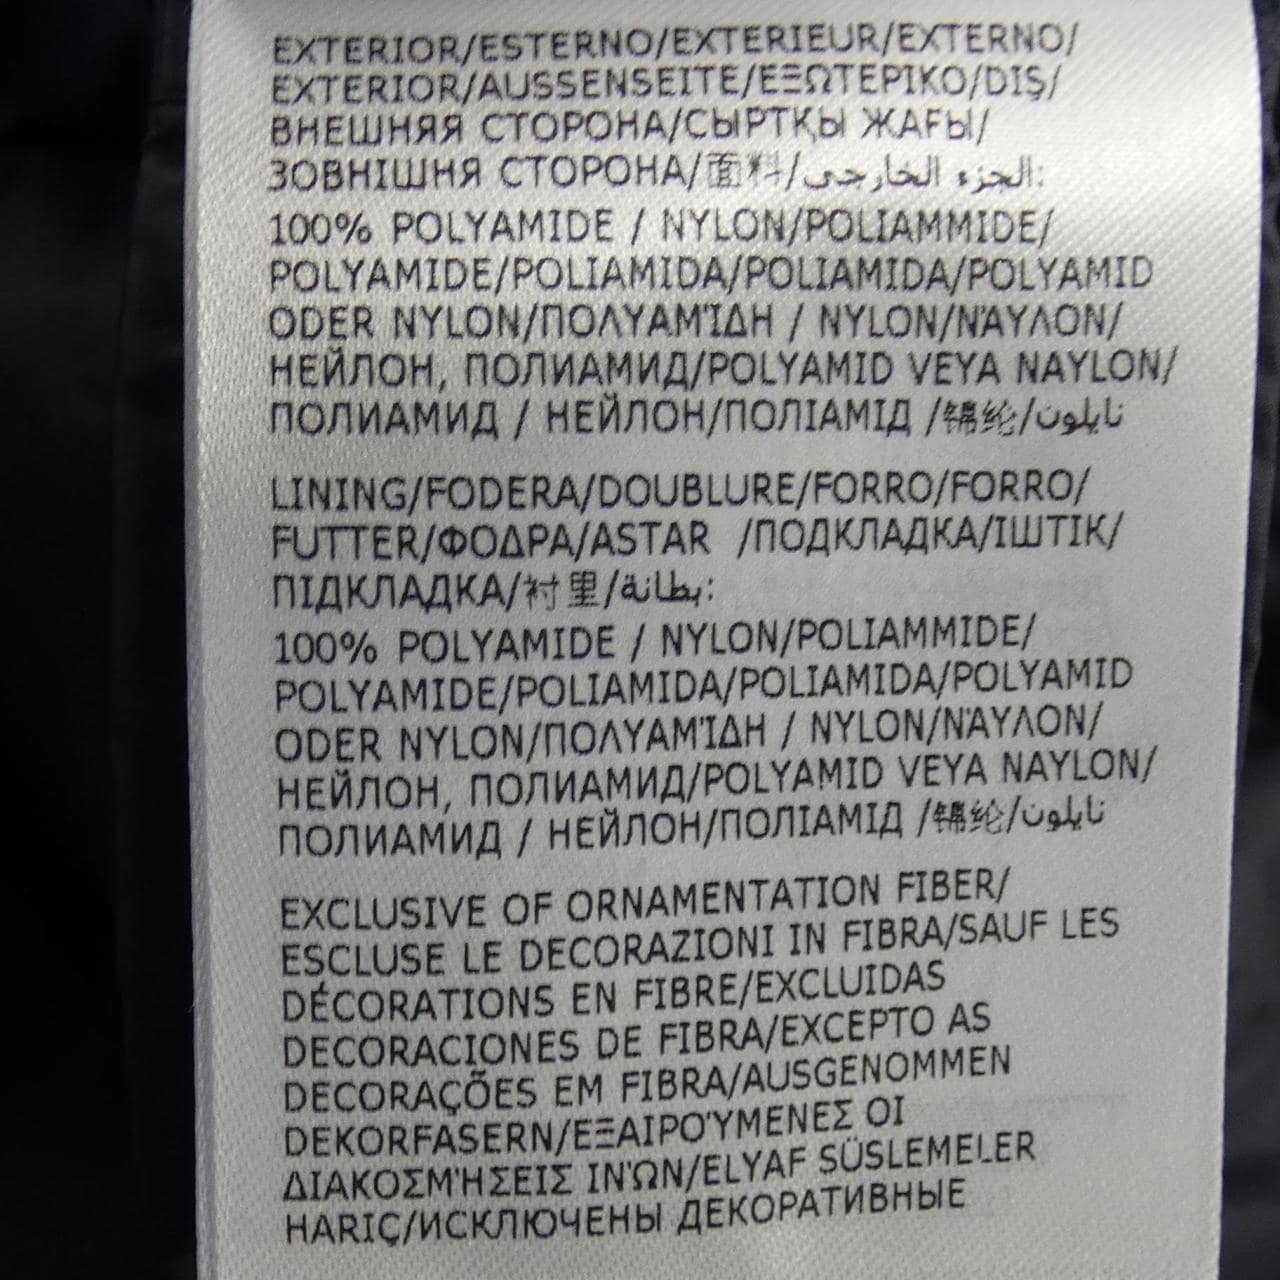 EXTERIOR/ESTERNO/EXTERIEUR/EXTERNO/
EXTERIOR/AUSSENSEITE/ΕΞΩΤΕΡΙΚΟ/DIŞ/
ВНЕШНЯЯ СТОРОНА/СЫРТҚЫ ЖАҒЫ/
ЗОВНІШНЯ СТОРОНА/面料/الجزء الخارجي:
100% POLYAMIDE / NYLON/POLIAMMIDE/
POLYAMIDE/POLIAMIDA/POLIAMIDA/POLYAMID
ODER NYLON/ΠΟΛΥΑΜΊΔΗ / NYLON/ΝΆΥΛΟΝ/
НЕЙЛОН, ПОЛИАМИД/POLYAMID VEYA NAYLON/
ПОЛИАМИД / НЕЙЛОН/ПОЛІАМІД /锦纶/نايلون
LINING/FODERA/DOUBLURE/FORRO/FORRO/
FUTTER/ΦΟΔΡΑ/ASTAR /ПОДКЛАДКА/ІШТІК/
ПІДКЛАДКА/衬里/بطانة:
100% POLYAMIDE / NYLON/POLIAMMIDE/
POLYAMIDE/POLIAMIDA/POLIAMIDA/POLYAMID
ODER NYLON/ΠΟΛΥΑΜΊΔΗ / NYLON/ΝΆΥΛΟΝ/
НЕЙЛОН, ПОЛИАМИД/POLYAMID VEYA NAYLON/
ПОЛИАМИД / НЕЙЛОН/ПОЛІАМІД /锦纶/نايلون
EXCLUSIVE OF ORNAMENTATION FIBER/
ESCLUSE LE DECORAZIONI IN FIBRA/SAUF LES
DÉCORATIONS EN FIBRE/EXCLUIDAS
DECORACIONES DE FIBRA/EXCEPTO AS
DECORAÇÕES EM FIBRA/AUSGENOMMEN
DEKORFASERN/ΕΞΑΙΡΟΎΜΕΝΕΣ ΟΙ
ΔΙΑΚΟΣΜΉΣΕΙΣ ΙΝΏΝ/ELYAF SÜSLEMELER
HARIÇ/ИСКЛЮЧЕНЫ ДЕКОРАТИВНЫЕ